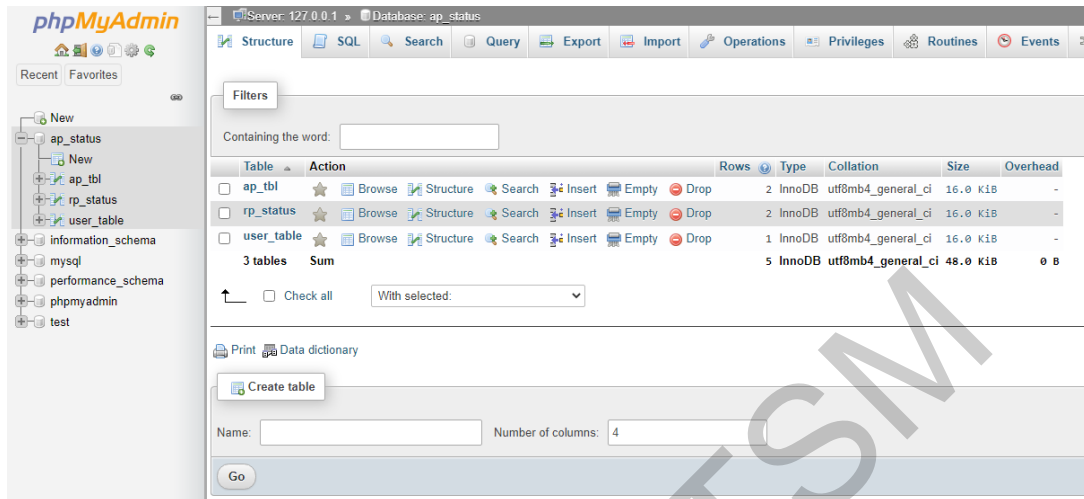 phpMyAdmin
Recent Favorites
New
ap_status
New
ap_tbl
rp_status
user_table
information_schema
mysql
performance_schema
phpmyadmin
test
Server: 127.0.0.1 » Database: ap_status
Structure SQL Search Query Export Import Operations Privileges Routines Events
Filters
Containing the word:
Table Action Rows Type Collation Size Overhead
ap_tbl Browse Structure Search Insert Empty Drop 2 InnoDB utf8mb4_general_ci 16.0 KiB -
rp_status Browse Structure Search Insert Empty Drop 2 InnoDB utf8mb4_general_ci 16.0 KiB -
user_table Browse Structure Search Insert Empty Drop 1 InnoDB utf8mb4_general_ci 16.0 KiB -
3 tables Sum 5 InnoDB utf8mb4_general_ci 48.0 KiB 0 B
Check all With selected:
Print Data dictionary
Create table
Name: Number of columns: 4
Go
TSM